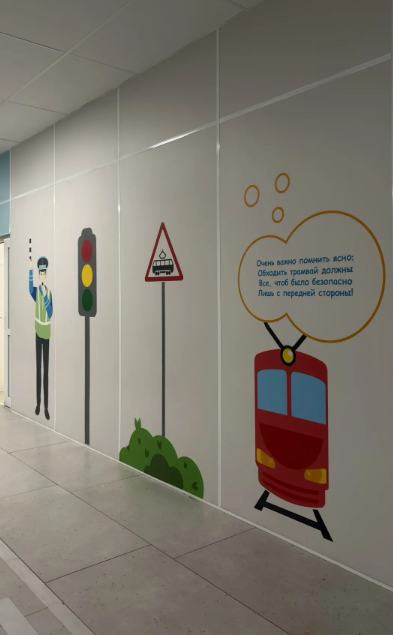 Очень важно помнить ясно:
Обходить трамвай должны
Все, чтоб было безопасно
Лишь с передней стороны!